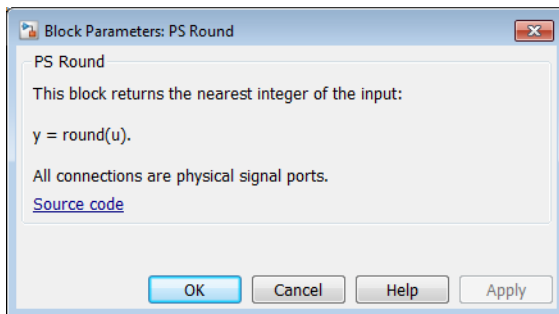 Block Parameters: PS Round
PS Round
This block returns the nearest integer of the input:
y = round(u).
All connections are physical signal ports.
Source code
OK Cancel Help Apply